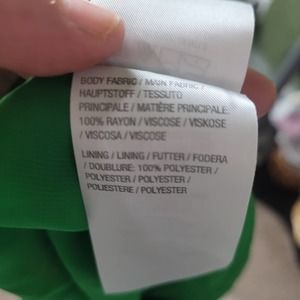 BODY FABRIC / MAIN FABRIC /
HAUPTSTOFF / TESSUTO
PRINCIPALE / MATIÈRE PRINCIPALE:
100% RAYON / VISCOSE / VISKOSE
/ VISCOSA / VISCOSE
LINING / LINING / FUTTER / FODERA
/ DOUBLURE: 100% POLYESTER /
POLYESTER / POLYESTER /
POLIESTERE / POLYESTER